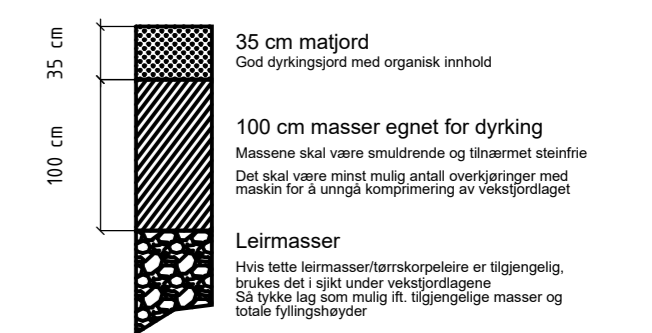 35 cm
35 cm matjord
God dyrkingsjord med organisk innhold
100 cm
100 cm masser egnet for dyrking
Massene skal være smuldrende og tilnærmet steinfrie
Det skal være minst mulig antall overkjøringer med
maskin for å unngå komprimering av vekstjordlaget
Leirmasser
Hvis tette leirmasser/tørrskorpeleire er tilgjengelig,
brukes det i sjikt under vekstjordlagene
Så tykke lag som mulig ift. tilgjengelige masser og
totale fyllingshøyder